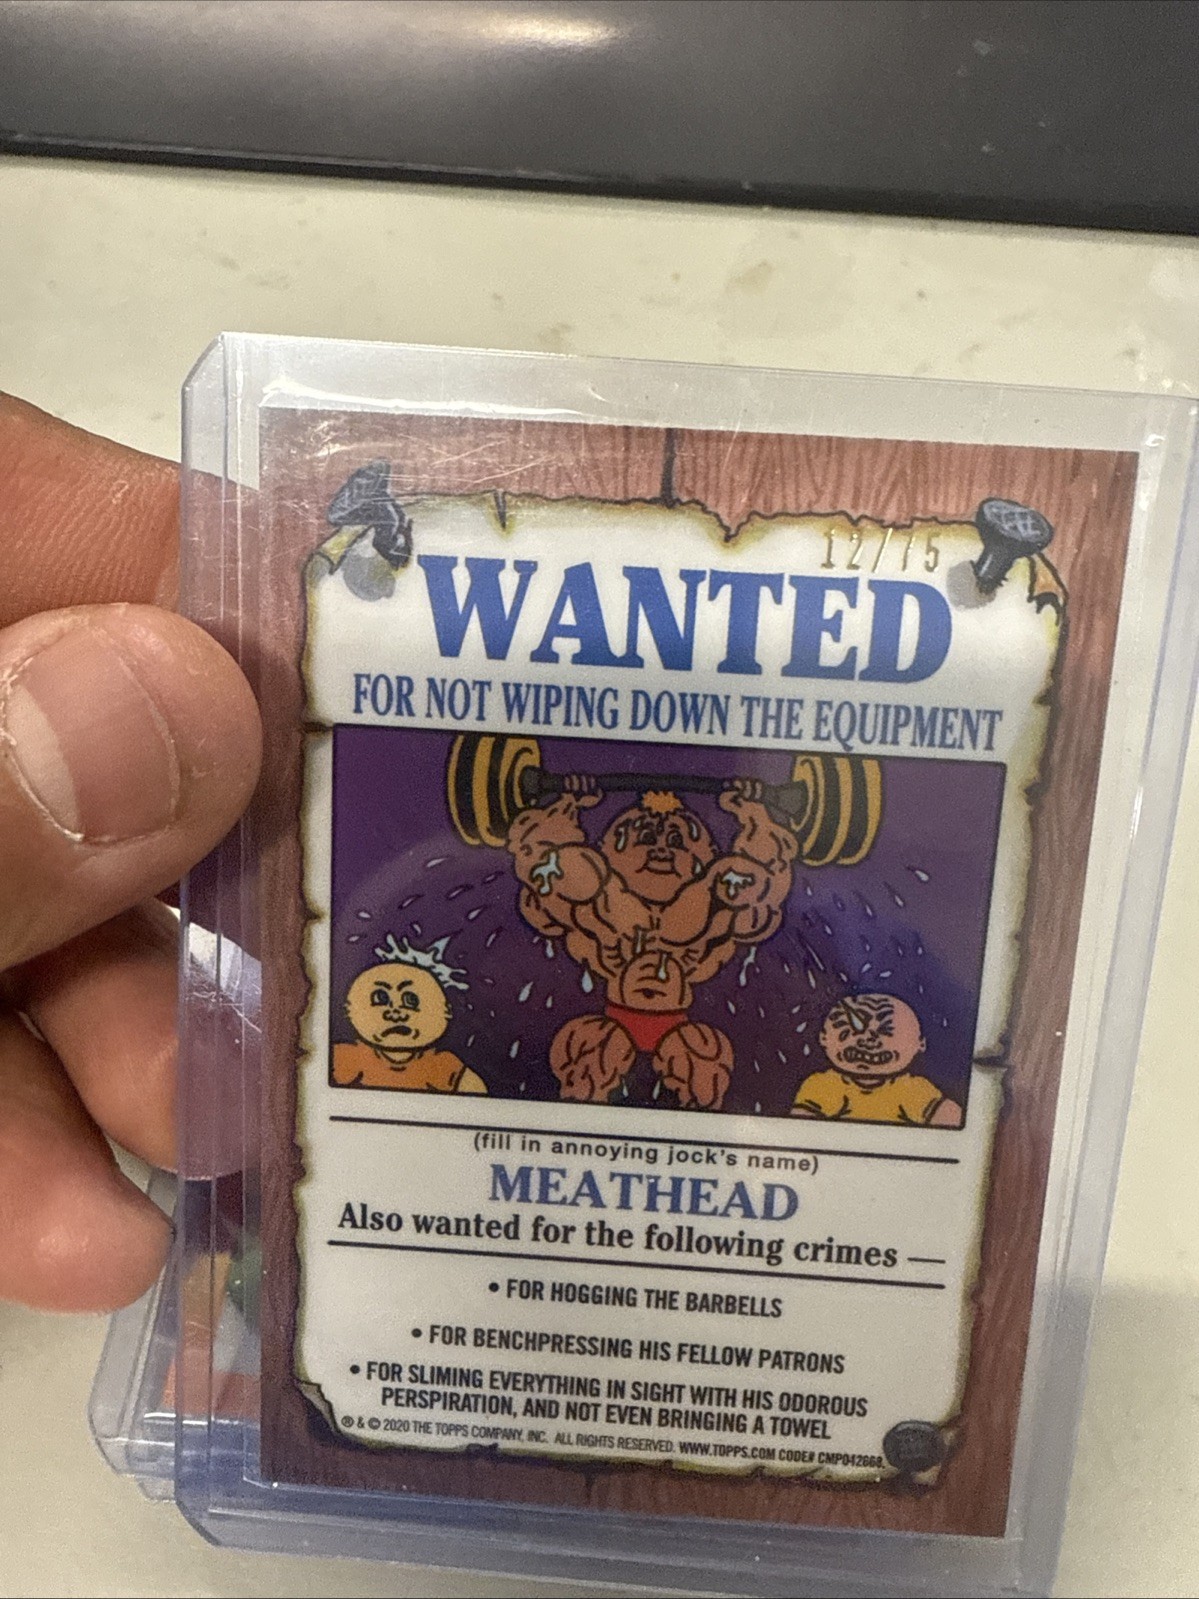 12/75
WANTED
FOR NOT WIPING DOWN THE EQUIPMENT
(fill in annoying jock's name)
MEATHEAD
Also wanted for the following crimes —
• FOR HOGGING THE BARBELLS
• FOR BENCHPRESSING HIS FELLOW PATRONS
• FOR SLIMING EVERYTHING IN SIGHT WITH HIS ODOROUS
PERSPIRATION, AND NOT EVEN BRINGING A TOWEL
® & © 2020 THE TOPPS COMPANY, INC. ALL RIGHTS RESERVED. WWW.TOPPS.COM CODE# CMP042668.